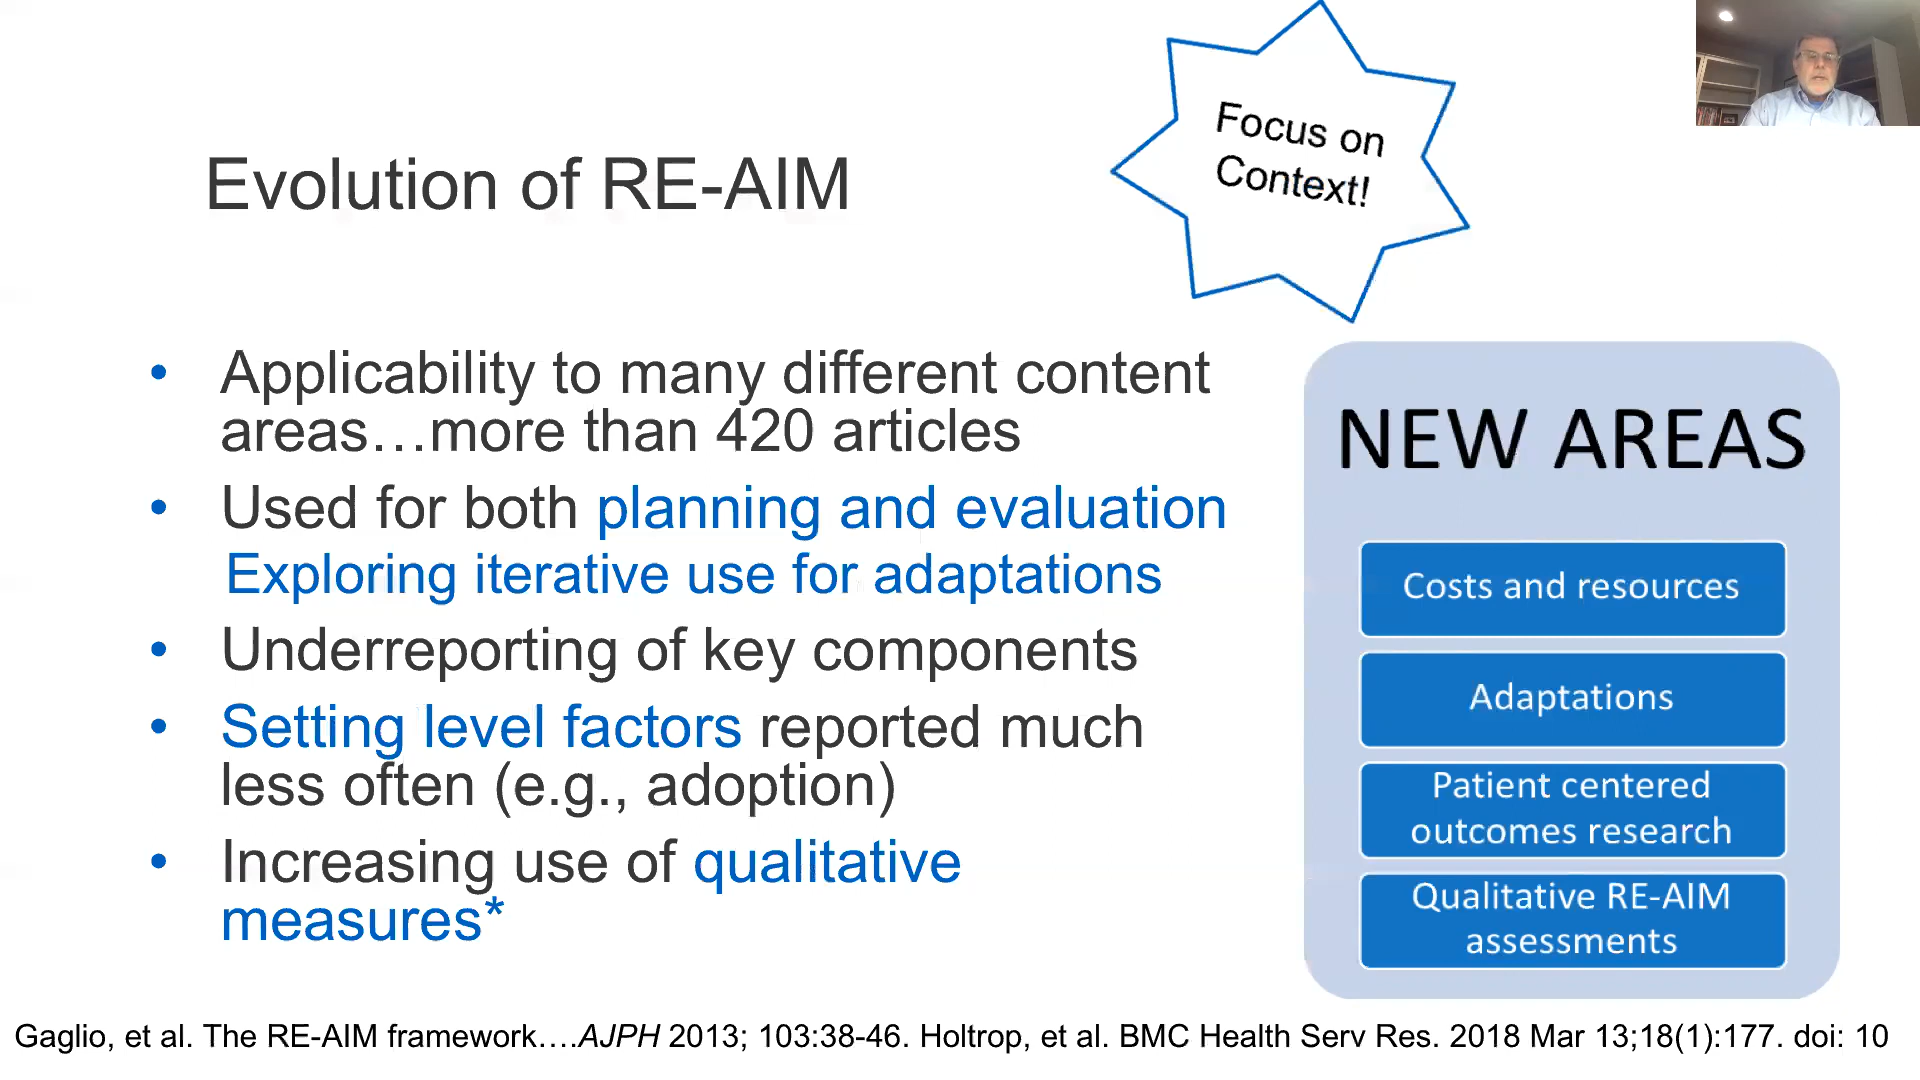 Focus on
Context!
Evolution of RE-AIM
• Applicability to many different content
areas…more than 420 articles
• Used for both planning and evaluation
Exploring iterative use for adaptations
• Underreporting of key components
• Setting level factors reported much
less often (e.g., adoption)
• Increasing use of qualitative
measures*
NEW AREAS
Costs and resources
Adaptations
Patient centered
outcomes research
Qualitative RE-AIM
assessments
Gaglio, et al. The RE-AIM framework….AJPH 2013; 103:38-46. Holtrop, et al. BMC Health Serv Res. 2018 Mar 13;18(1):177. doi: 10